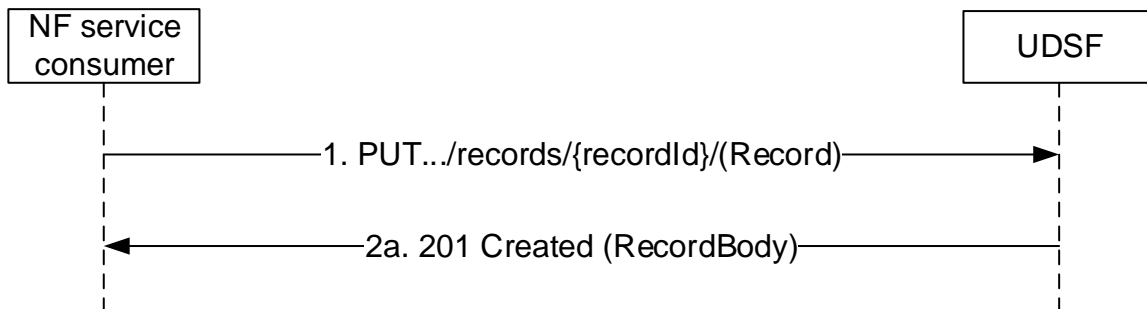 NF service
consumer
UDSF
1. PUT.../records/{recordId}/(Record)
2a. 201 Created (RecordBody)